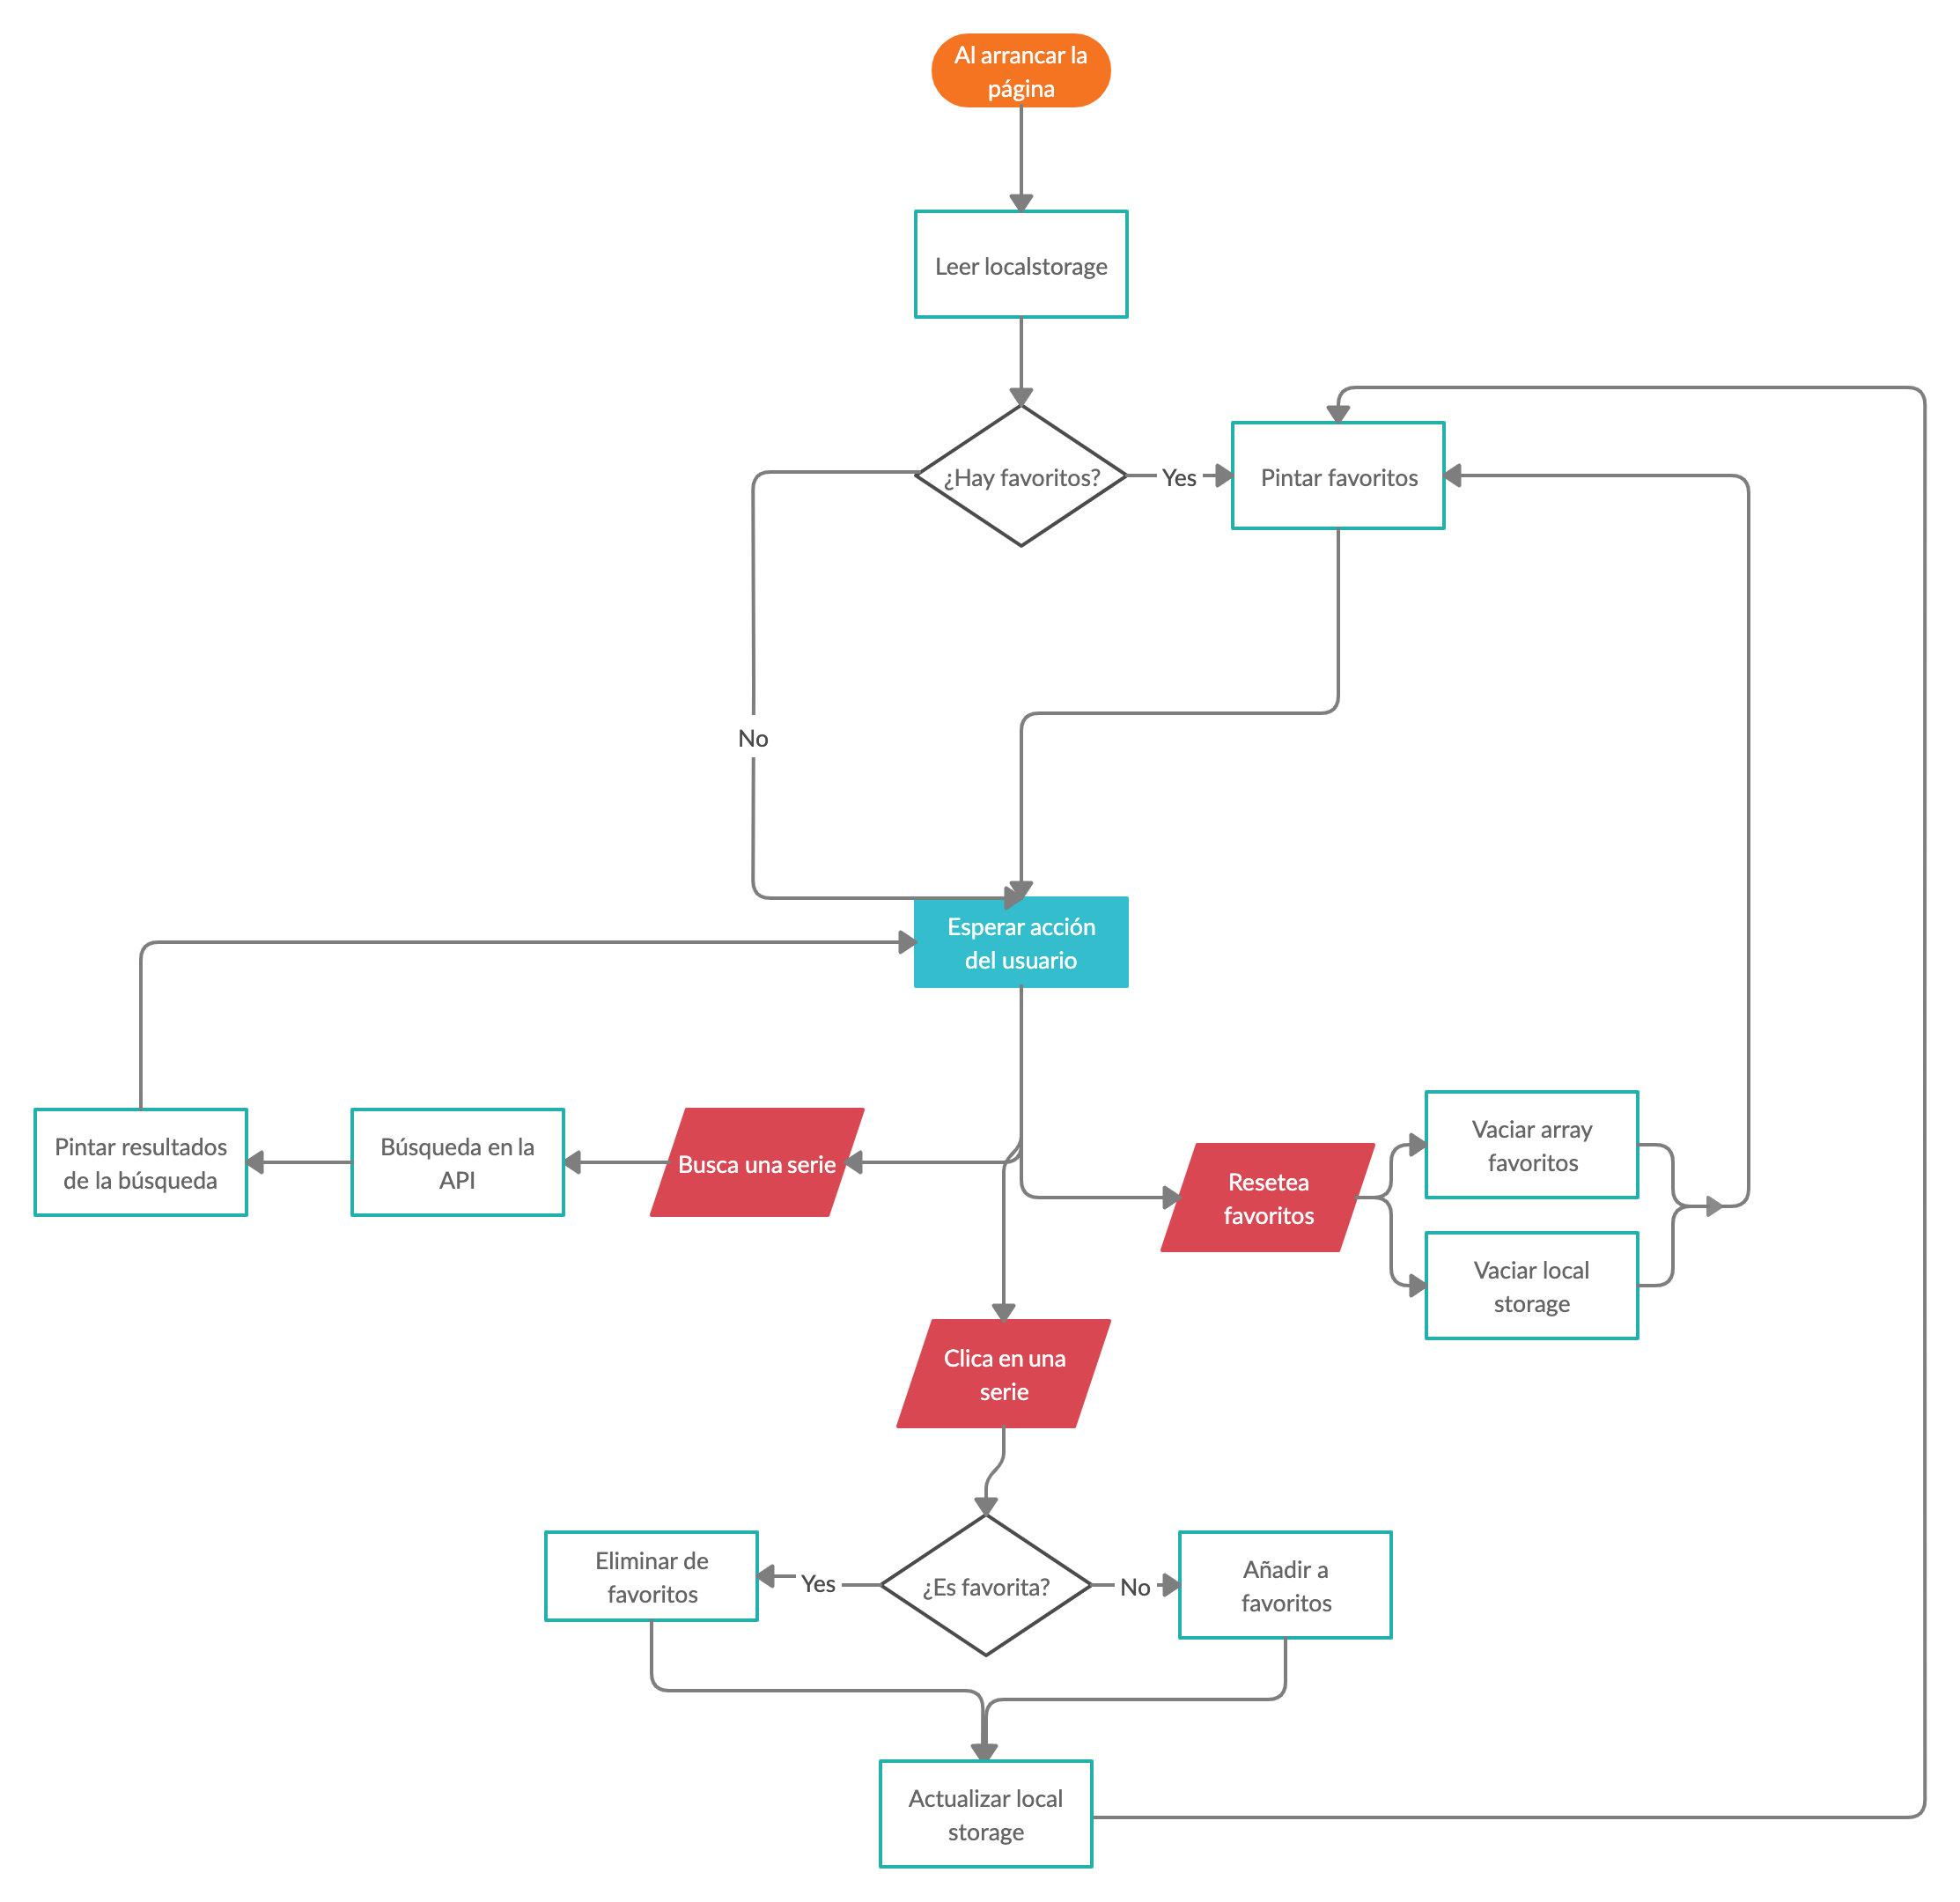 Al arrancar la
página
Leer localstorage
¿Hay favoritos?
Yes
Pintar favoritos
No
Esperar acción
del usuario
Pintar resultados
de la búsqueda
Búsqueda en la
API
Busca una serie
Resetea
favoritos
Vaciar array
favoritos
Vaciar local
storage
Clica en una
serie
Eliminar de
favoritos
Yes
¿Es favorita?
No
Añadir a
favoritos
Actualizar local
storage